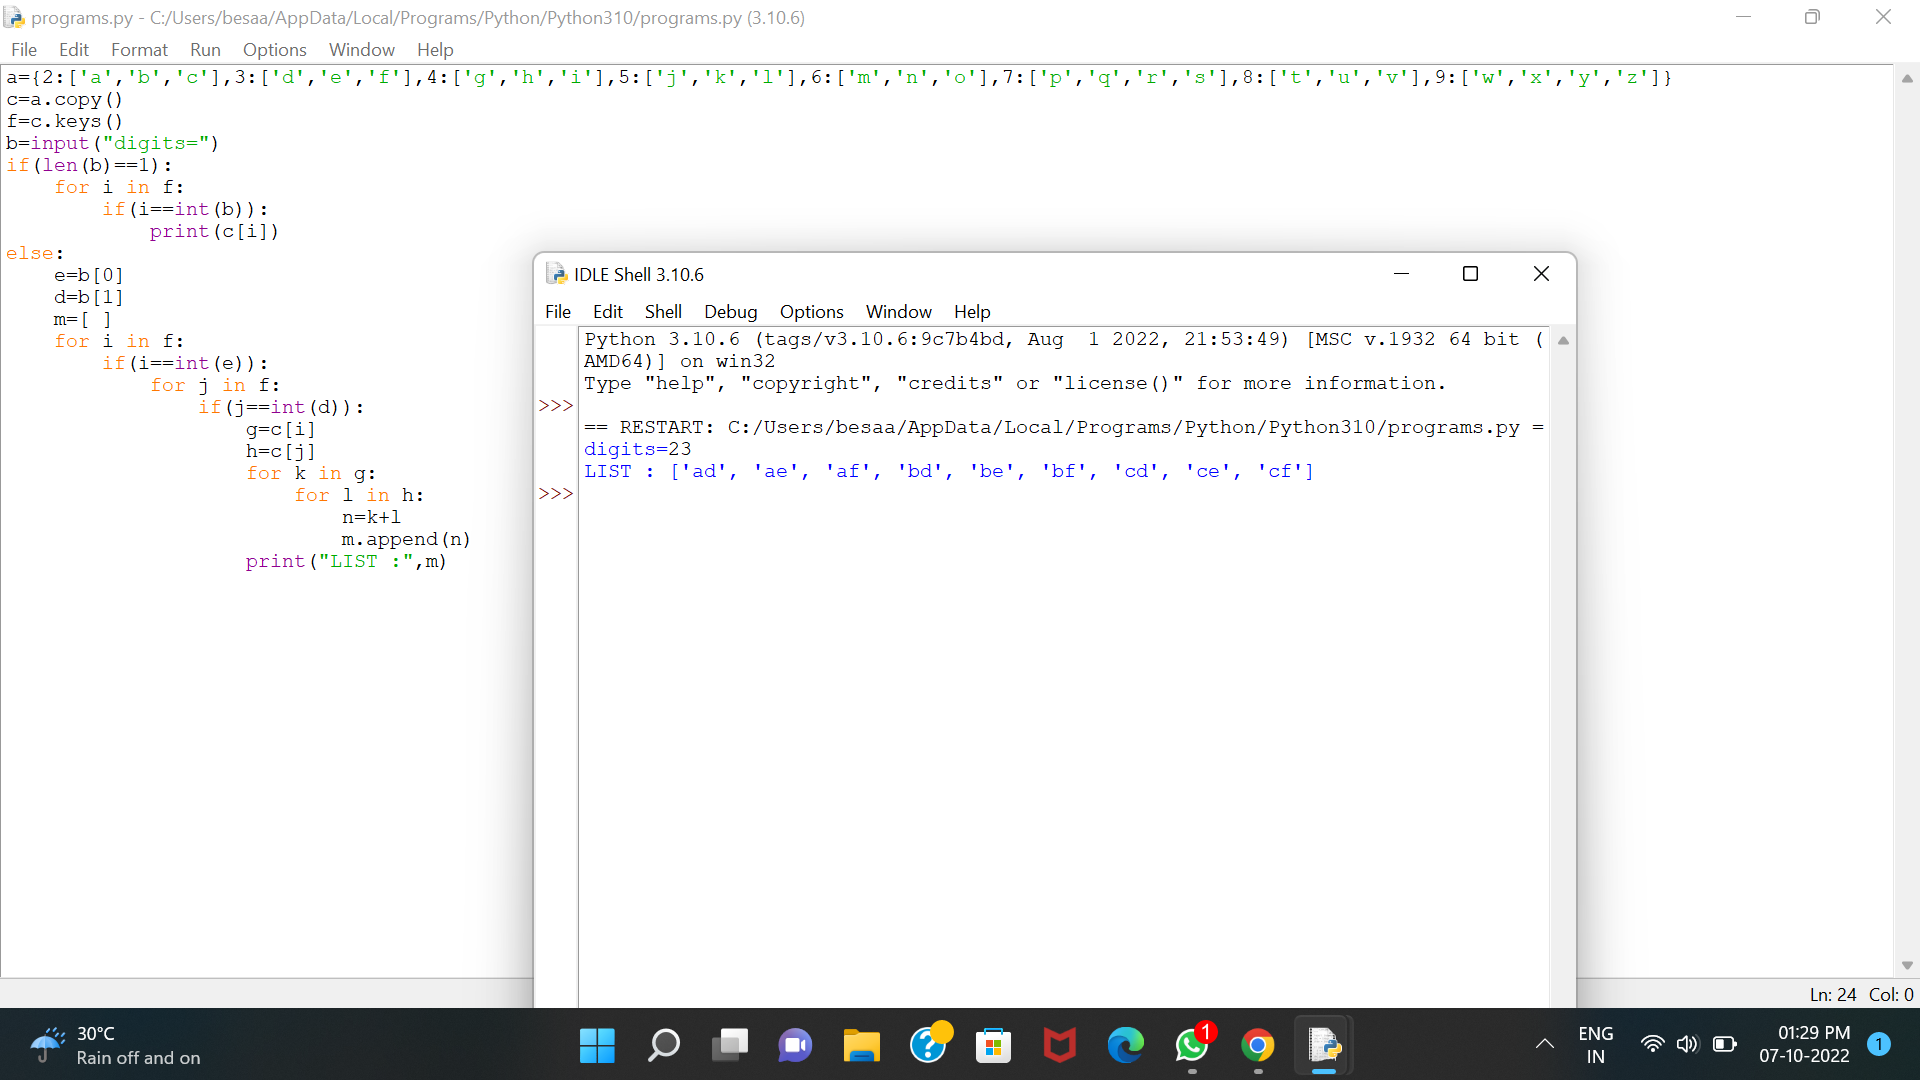 programs.py - C:/Users/besaa/AppData/Local/Programs/Python/Python310/programs.py (3.10.6)
File Edit Format Run Options Window Help
a={2:['a','b','c'],3:['d','e','f'],4:['g','h','i'],5:['j','k','l'],6:['m','n','o'],7:['p','q','r','s'],8:['t','u','v'],9:['w','x','y','z']}
c=a.copy()
f=c.keys()
b=input("digits=")
if(len(b)==1):
    for i in f:
        if(i==int(b)):
            print(c[i])
else:
    e=b[0]
    d=b[1]
    m=[ ]
    for i in f:
        if(i==int(e)):
            for j in f:
                if(j==int(d)):
                    g=c[i]
                    h=c[j]
                    for k in g:
                        for l in h:
                            n=k+l
                            m.append(n)
                    print("LIST :",m)
IDLE Shell 3.10.6
File Edit Shell Debug Options Window Help
Python 3.10.6 (tags/v3.10.6:9c7b4bd, Aug  1 2022, 21:53:49) [MSC v.1932 64 bit (
AMD64)] on win32
Type "help", "copyright", "credits" or "license()" for more information.
>>>
== RESTART: C:/Users/besaa/AppData/Local/Programs/Python/Python310/programs.py =
digits=23
LIST : ['ad', 'ae', 'af', 'bd', 'be', 'bf', 'cd', 'ce', 'cf']
>>>
Ln: 24 Col: 0
30°C
Rain off and on
1
ENG
IN
01:29 PM
07-10-2022
1